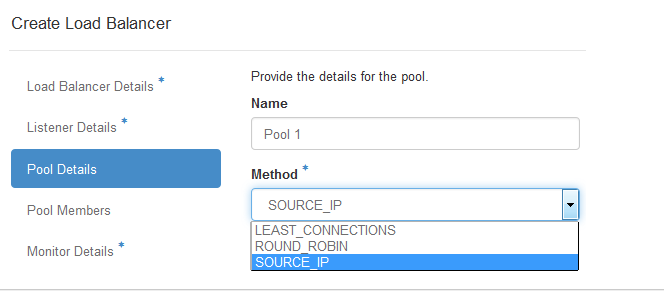 Create Load Balancer
Load Balancer Details *
Listener Details *
Pool Details
Pool Members
Monitor Details *
Provide the details for the pool.
Name
Pool 1
Method *
SOURCE_IP
LEAST_CONNECTIONS
ROUND_ROBIN
SOURCE_IP